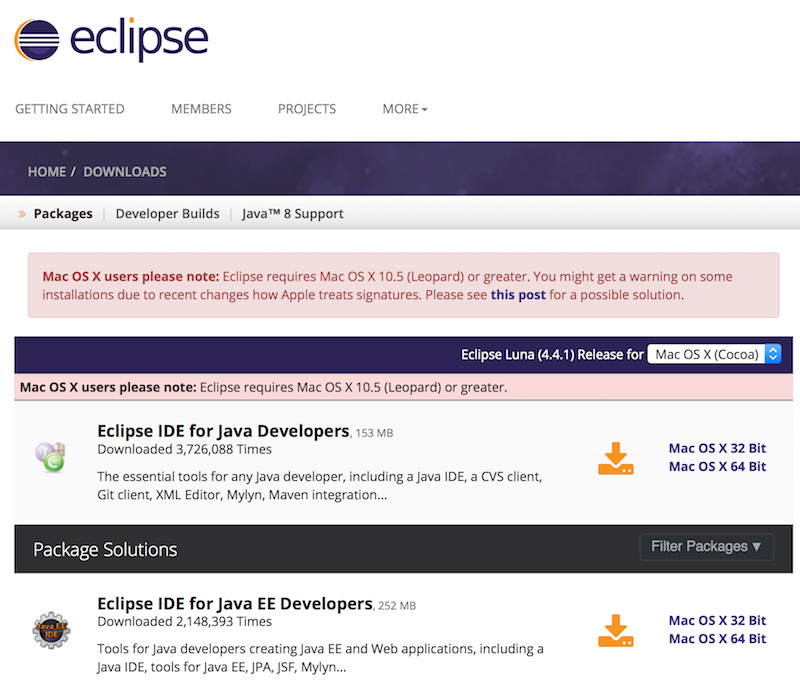 eclipse
GETTING STARTED MEMBERS PROJECTS MORE
HOME / DOWNLOADS
» Packages Developer Builds Java™ 8 Support
Mac OS X users please note: Eclipse requires Mac OS X 10.5 (Leopard) or greater. You might get a warning on some
installations due to recent changes how Apple treats signatures. Please see this post for a possible solution.
Eclipse Luna (4.4.1) Release for Mac OS X (Cocoa)
Mac OS X users please note: Eclipse requires Mac OS X 10.5 (Leopard) or greater.
Eclipse IDE for Java Developers, 153 MB
Downloaded 3,726,088 Times
The essential tools for any Java developer, including a Java IDE, a CVS client,
Git client, XML Editor, Mylyn, Maven integration...
Mac OS X 32 Bit
Mac OS X 64 Bit
Package Solutions
Filter Packages ▼
Java EE
IDE
Eclipse IDE for Java EE Developers, 252 MB
Downloaded 2,148,393 Times
Tools for Java developers creating Java EE and Web applications, including a
Java IDE, tools for Java EE, JPA, JSF, Mylyn...
Mac OS X 32 Bit
Mac OS X 64 Bit